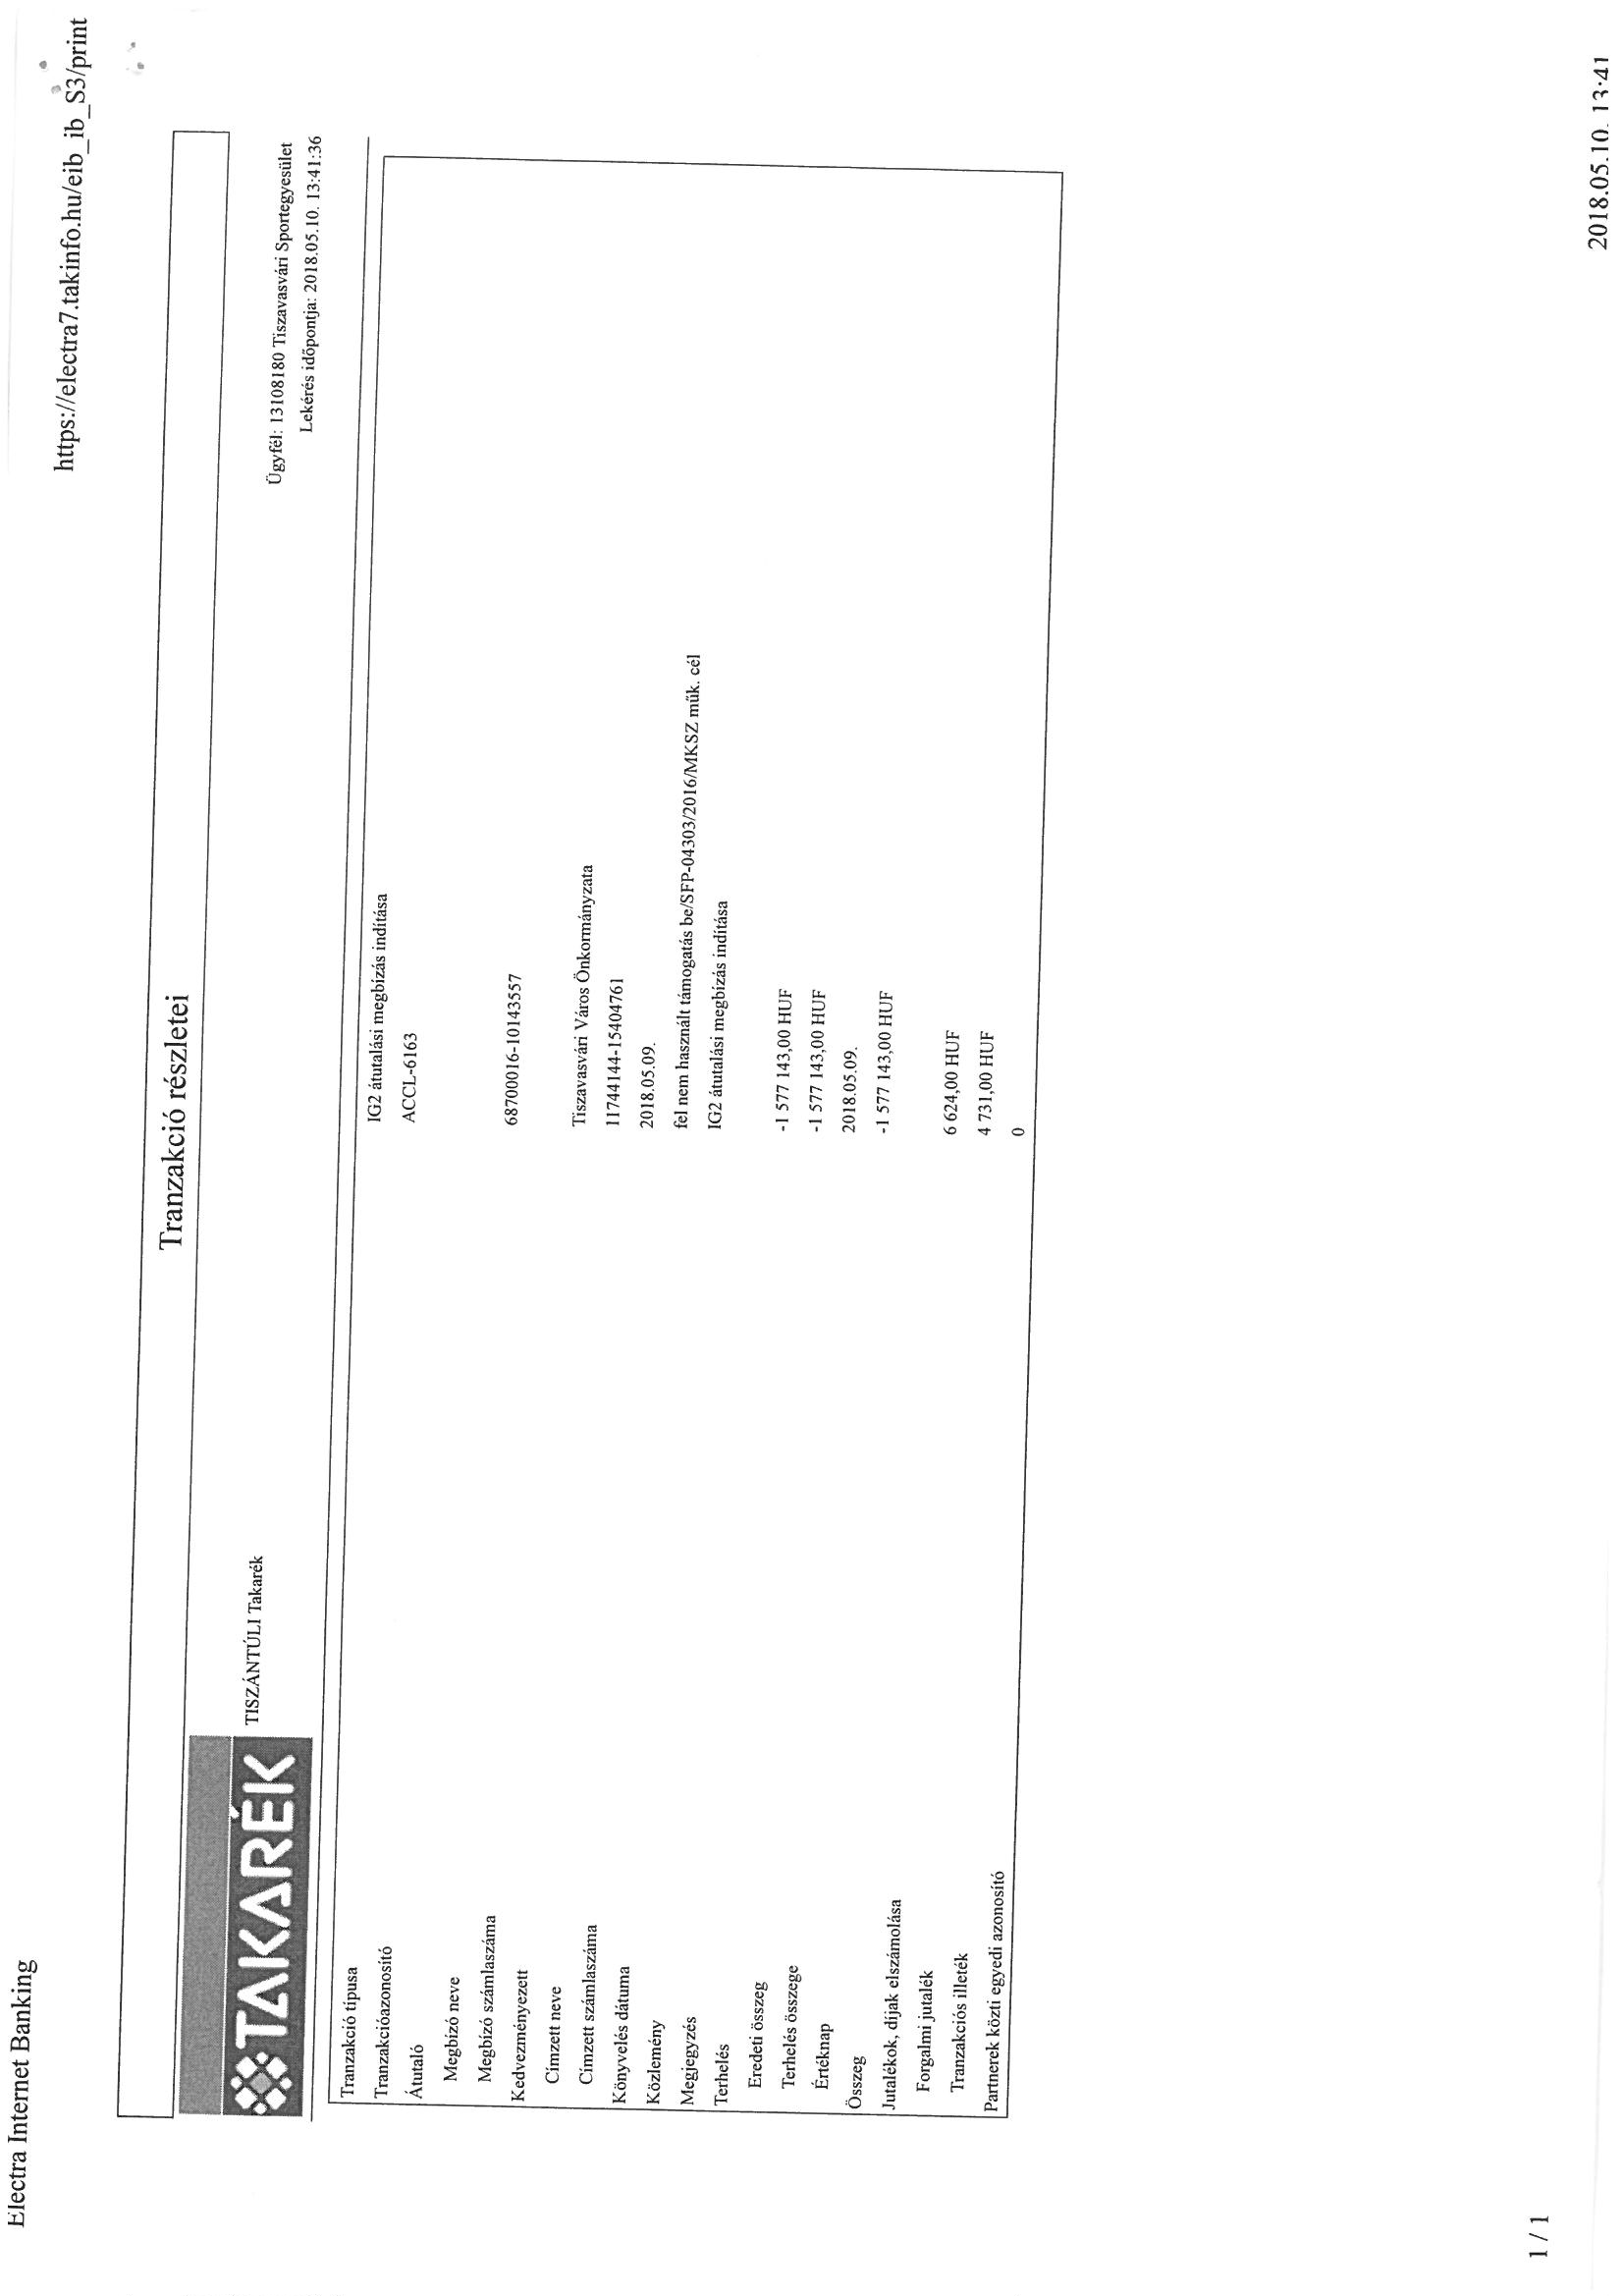 Electra Internet Banking
https://electra7.takinfo.hu/eib_ib_S3/print
Tranzakció részletei
TAKARÉK
TISZÁNTÚLI Takarék
Ügyfél: 13108180 Tiszavasvári Sportegyesület
Lekérés időpontja: 2018.05.10. 13:41:36
Tranzakció típusa IG2 átutalási megbízás indítása
Tranzakcióazonosító ACCL-6163
Átutaló
Megbízó neve
Megbízó számlaszáma 68700016-10143557
Kedvezményezett
Címzett neve Tiszavasvári Város Önkormányzata
Címzett számlaszáma 11744144-15404761
Könyvelés dátuma 2018.05.09.
Közlemény fel nem használt támogatás be/SFP-04303/2016/MKSZ műk. cél
Megjegyzés IG2 átutalási megbízás indítása
Terhelés
Eredeti összeg -1 577 143,00 HUF
Terhelés összege -1 577 143,00 HUF
Értéknap 2018.05.09.
Összeg -1 577 143,00 HUF
Jutalékok, díjak elszámolása
Forgalmi jutalék 6 624,00 HUF
Tranzakciós illeték 4 731,00 HUF
Partnerek közti egyedi azonosító 0
1 / 1
2018.05.10. 13:41